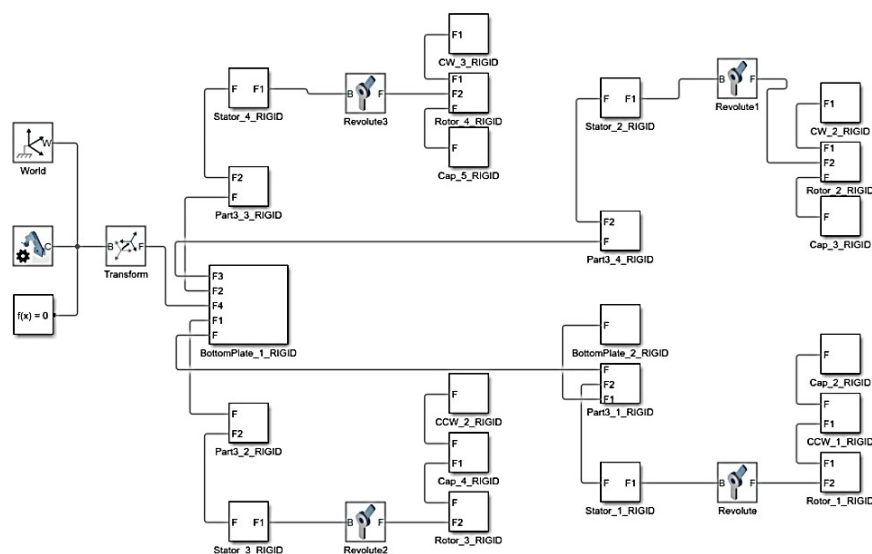 F1
CW_3_RIGID
F F1
Stator_4_RIGID
B F
Revolute3
F1
F2
F
Rotor_4_RIGID
F
Cap_5_RIGID
F F1
Stator_2_RIGID
B F
Revolute1
F1
CW_2_RIGID
F1
F2
F
Rotor_2_RIGID
F
Cap_3_RIGID
W
World
F2
F
Part3_3_RIGID
F2
F
Part3_4_RIGID
C
B F
Transform
f(x) = 0
F3
F2
F4
F1
F
BottomPlate_1_RIGID
F
BottomPlate_2_RIGID
F
F2
F1
Part3_1_RIGID
F
Cap_2_RIGID
F
F1
CCW_1_RIGID
F
F2
Part3_2_RIGID
F
CCW_2_RIGID
F
F1
Cap_4_RIGID
F F1
Stator_3_RIGID
B F
Revolute2
F
F2
Rotor_3_RIGID
F F1
Stator_1_RIGID
B F
Revolute
F1
F2
Rotor_1_RIGID